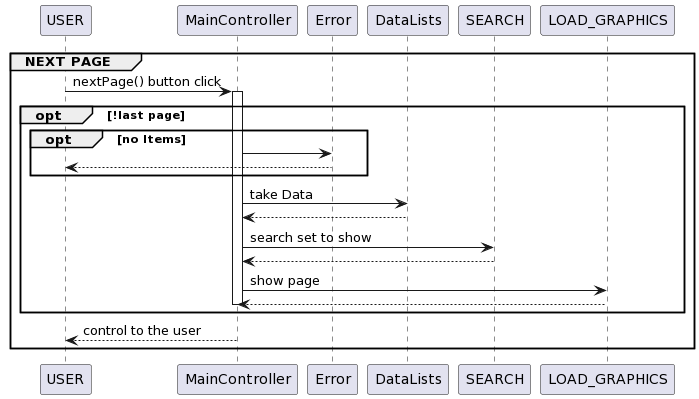 USER MainController Error DataLists SEARCH LOAD_GRAPHICS
NEXT PAGE
nextPage() button click
opt [!last page]
opt [no Items]
take Data
search set to show
show page
control to the user
USER MainController Error DataLists SEARCH LOAD_GRAPHICS